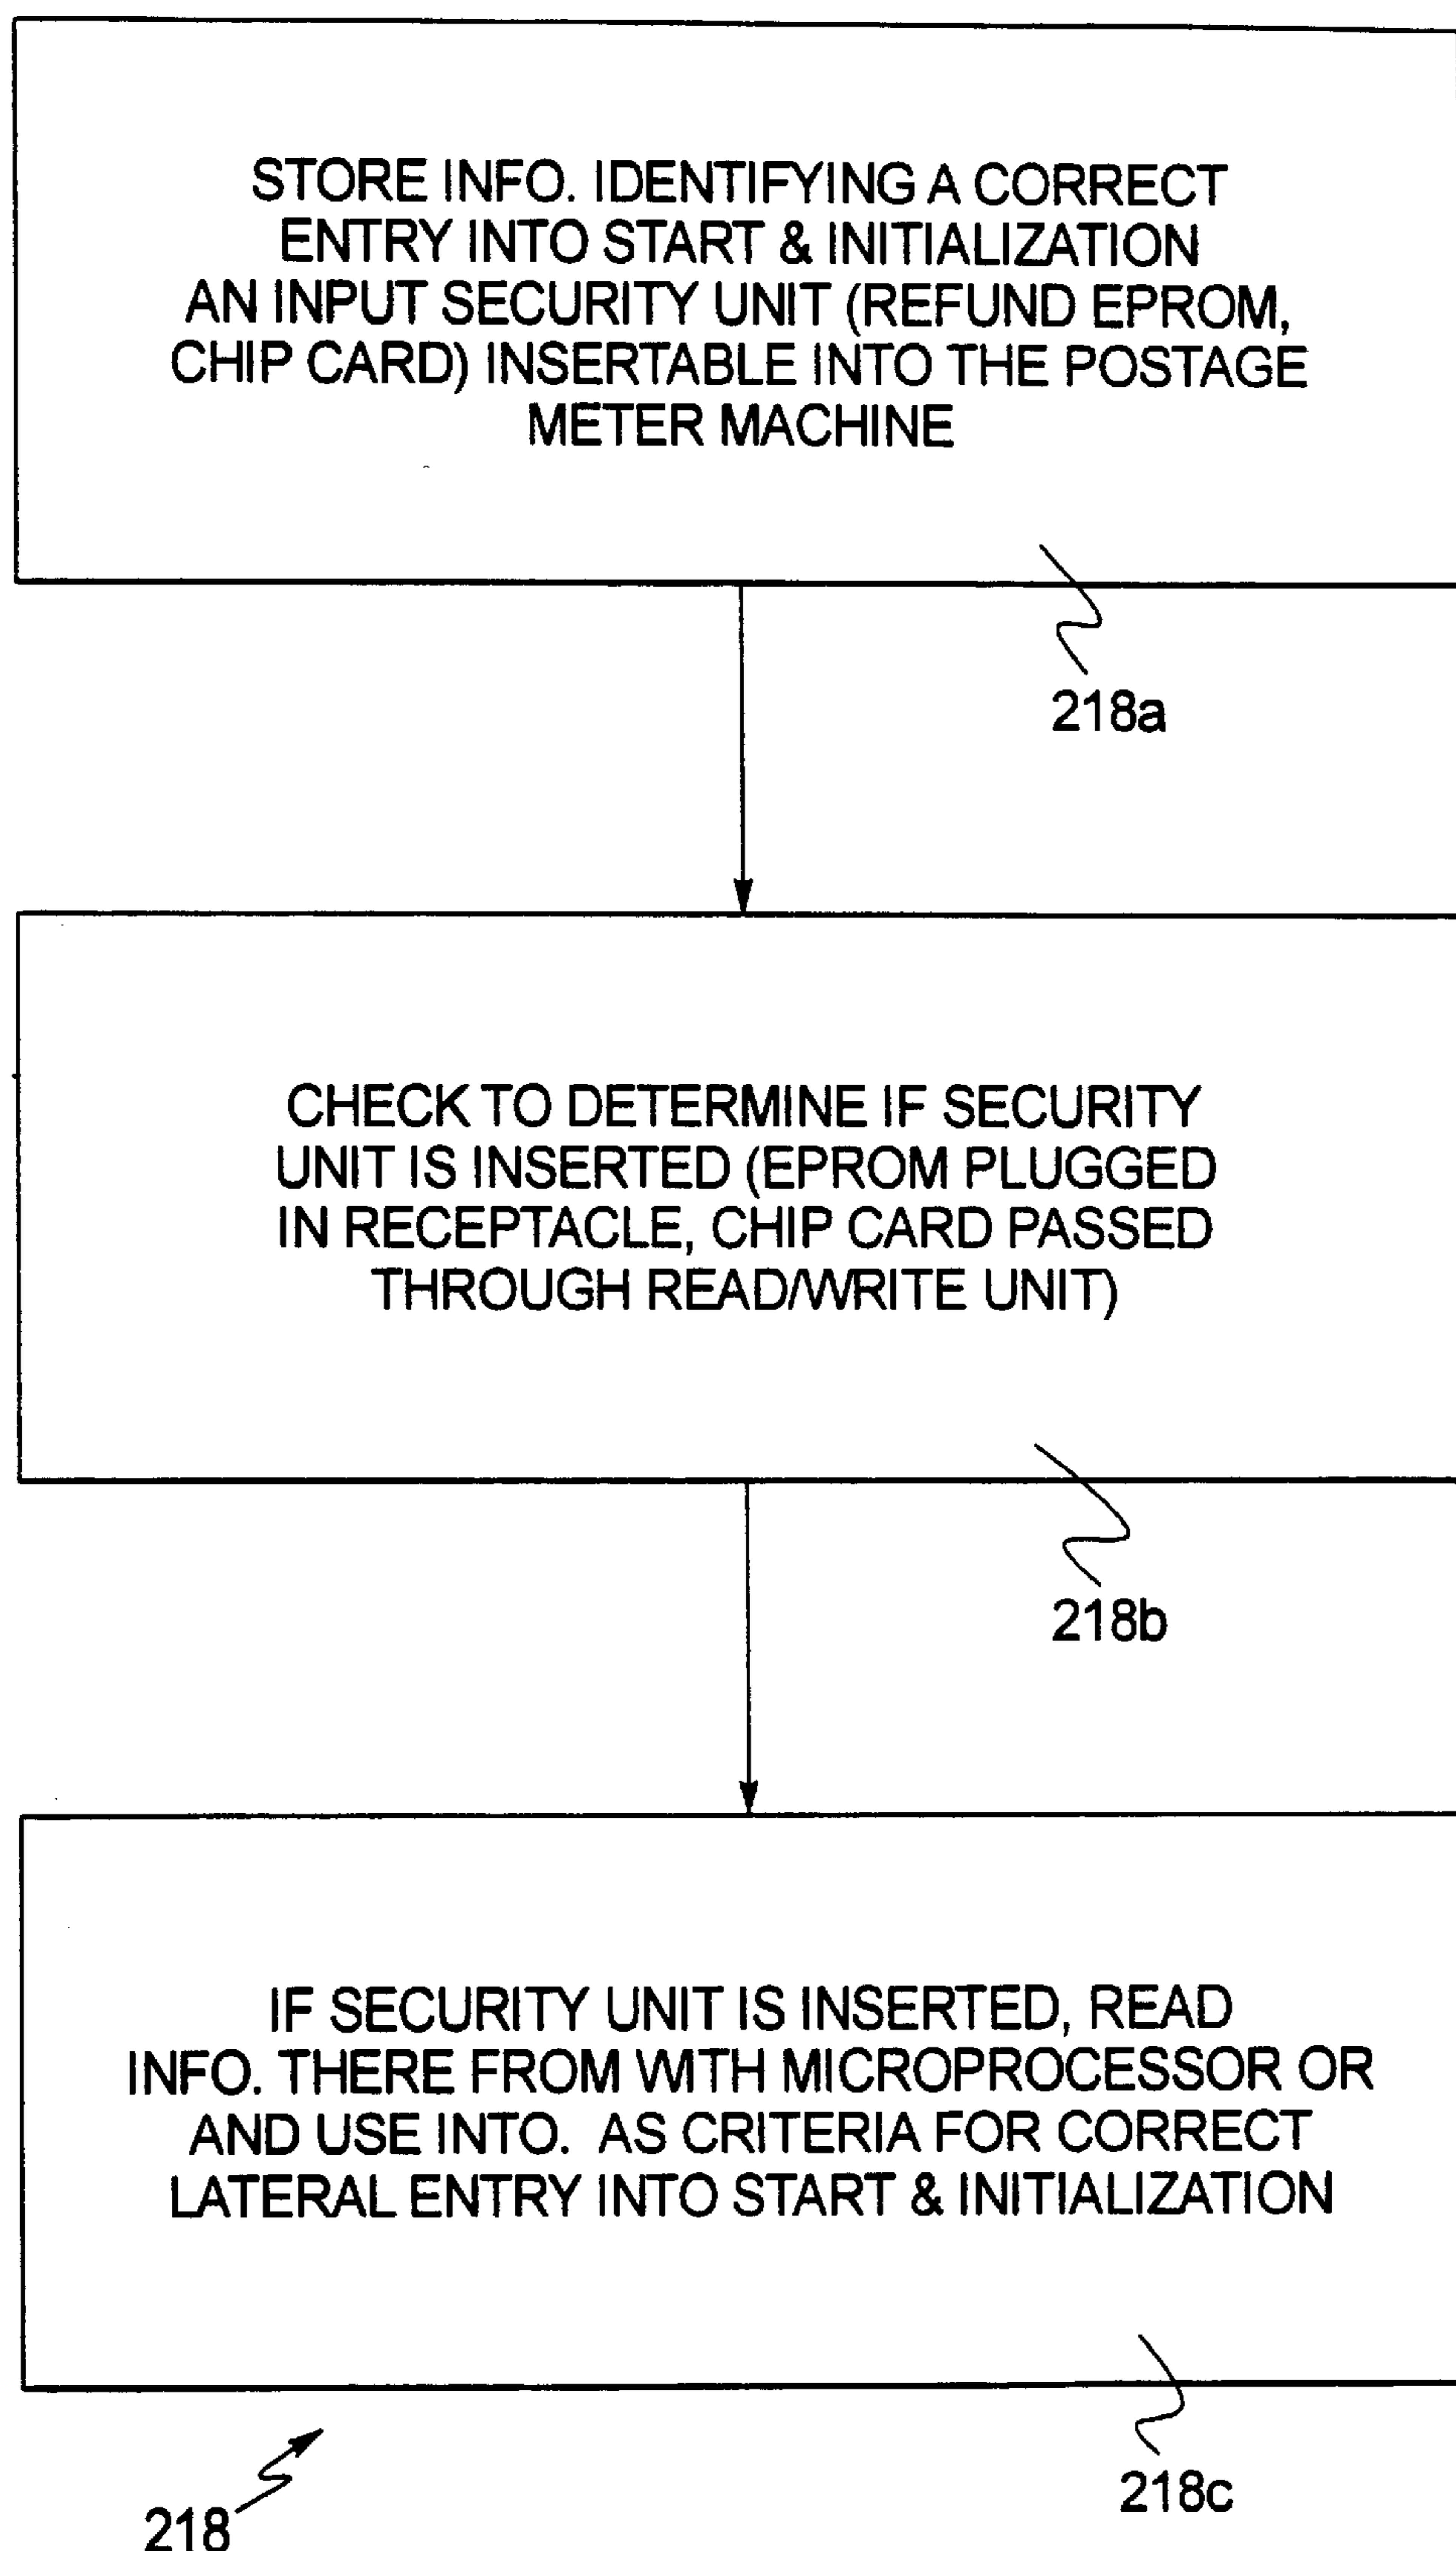 STORE INFO. IDENTIFYING A CORRECT
ENTRY INTO START & INITIALIZATION
AN INPUT SECURITY UNIT (REFUND EPROM,
CHIP CARD) INSERTABLE INTO THE POSTAGE
METER MACHINE
218a
CHECK TO DETERMINE IF SECURITY
UNIT IS INSERTED (EPROM PLUGGED
IN RECEPTACLE, CHIP CARD PASSED
THROUGH READ/WRITE UNIT)
218b
IF SECURITY UNIT IS INSERTED, READ
INFO. THERE FROM WITH MICROPROCESSOR OR
AND USE INTO. AS CRITERIA FOR CORRECT
LATERAL ENTRY INTO START & INITIALIZATION
218c
218